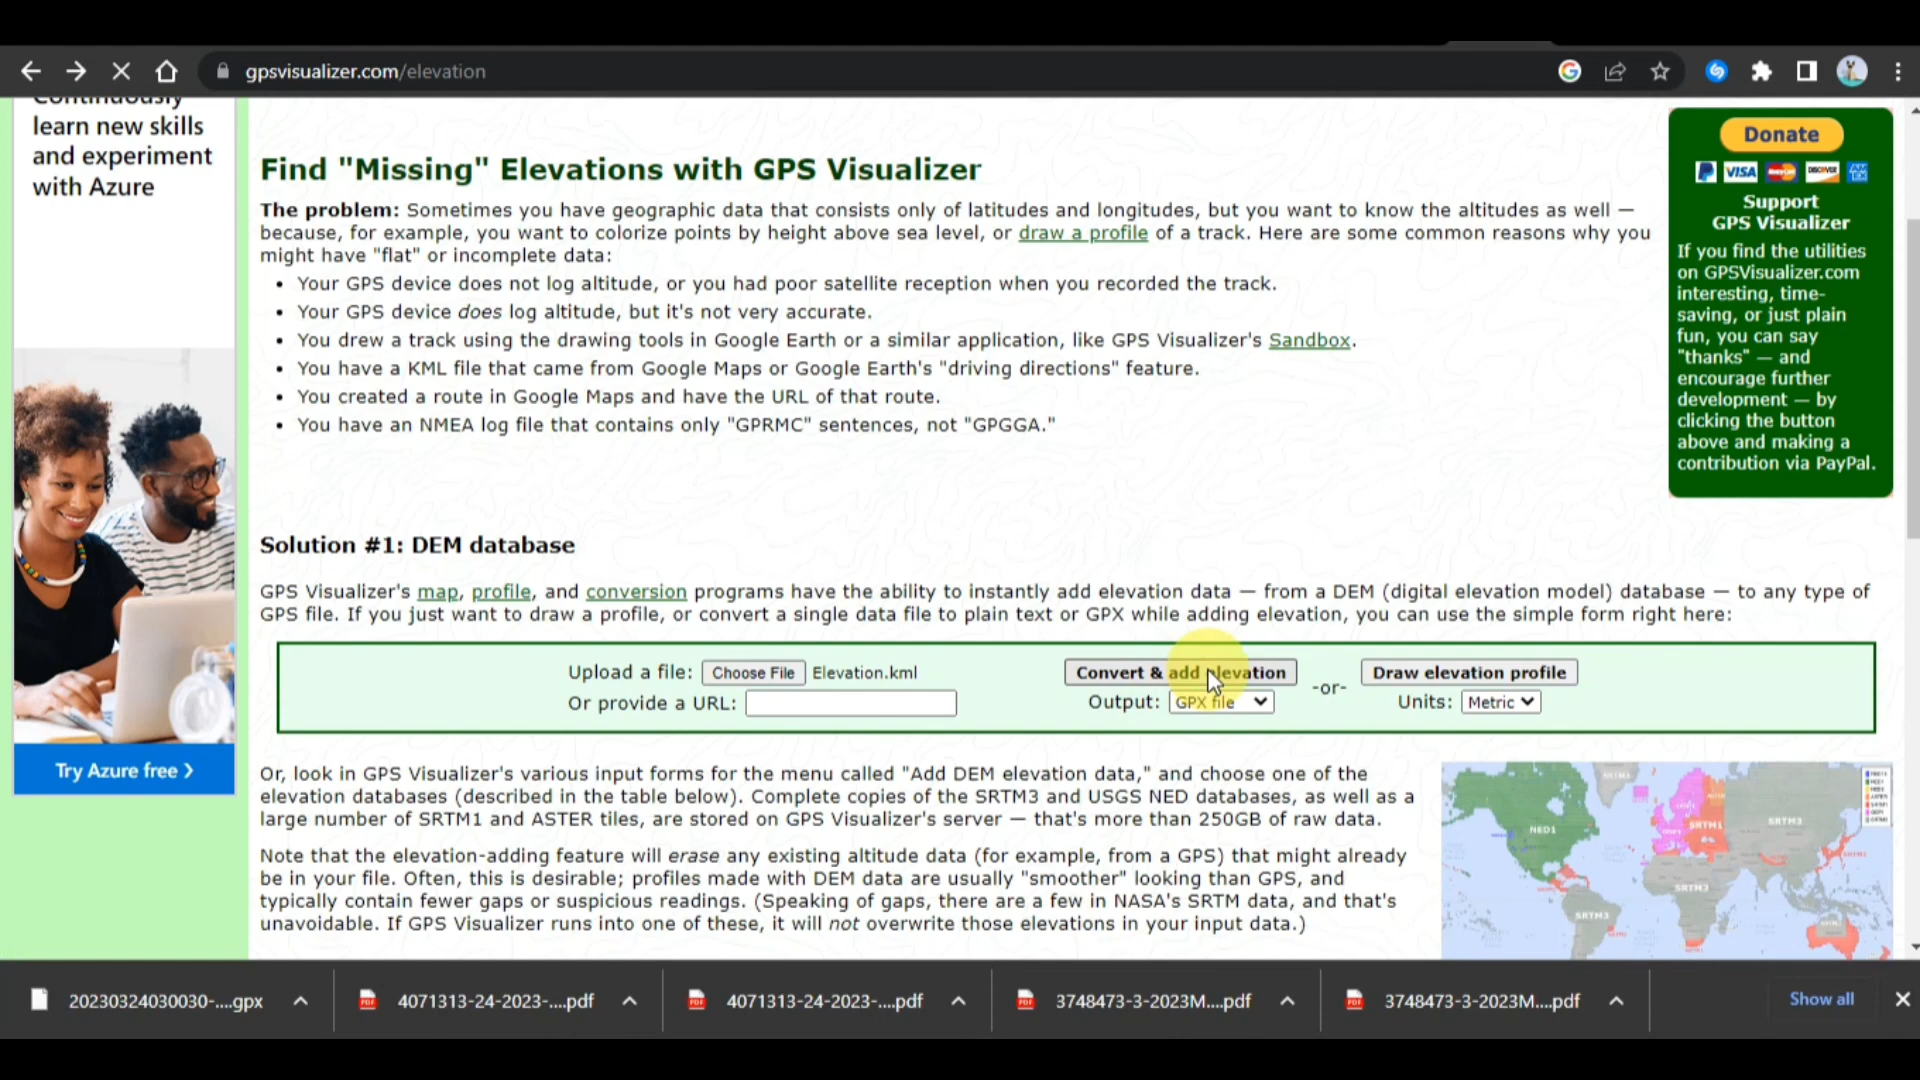 gpsvisualizer.com/elevation
Continuously
learn new skills
and experiment
with Azure
Try Azure free ❯
Find "Missing" Elevations with GPS Visualizer
The problem: Sometimes you have geographic data that consists only of latitudes and longitudes, but you want to know the altitudes as well —
because, for example, you want to colorize points by height above sea level, or draw a profile of a track. Here are some common reasons why you
might have "flat" or incomplete data:
• Your GPS device does not log altitude, or you had poor satellite reception when you recorded the track.
• Your GPS device does log altitude, but it's not very accurate.
• You drew a track using the drawing tools in Google Earth or a similar application, like GPS Visualizer's Sandbox.
• You have a KML file that came from Google Maps or Google Earth's "driving directions" feature.
• You created a route in Google Maps and have the URL of that route.
• You have an NMEA log file that contains only "GPRMC" sentences, not "GPGGA."
Donate
VISA
DISCOVER
Support
GPS Visualizer
If you find the utilities
on GPSVisualizer.com
interesting, time-
saving, or just plain
fun, you can say
"thanks" — and
encourage further
development — by
clicking the button
above and making a
contribution via PayPal.
Solution #1: DEM database
GPS Visualizer's map, profile, and conversion programs have the ability to instantly add elevation data — from a DEM (digital elevation model) database — to any type of
GPS file. If you just want to draw a profile, or convert a single data file to plain text or GPX while adding elevation, you can use the simple form right here:
Upload a file: Choose File Elevation.kml
Or provide a URL:
Convert & add elevation
Output: GPX file
-or-
Draw elevation profile
Units: Metric
Or, look in GPS Visualizer's various input forms for the menu called "Add DEM elevation data," and choose one of the
elevation databases (described in the table below). Complete copies of the SRTM3 and USGS NED databases, as well as a
large number of SRTM1 and ASTER tiles, are stored on GPS Visualizer's server — that's more than 250GB of raw data.
Note that the elevation-adding feature will erase any existing altitude data (for example, from a GPS) that might already
be in your file. Often, this is desirable; profiles made with DEM data are usually "smoother" looking than GPS, and
typically contain fewer gaps or suspicious readings. (Speaking of gaps, there are a few in NASA's SRTM data, and that's
unavoidable. If GPS Visualizer runs into one of these, it will not overwrite those elevations in your input data.)
NED1
SRTM1
SRTM3
SRTM3
SRTM3
20230324030030-....gpx
4071313-24-2023-....pdf
4071313-24-2023-....pdf
3748473-3-2023M....pdf
3748473-3-2023M....pdf
Show all